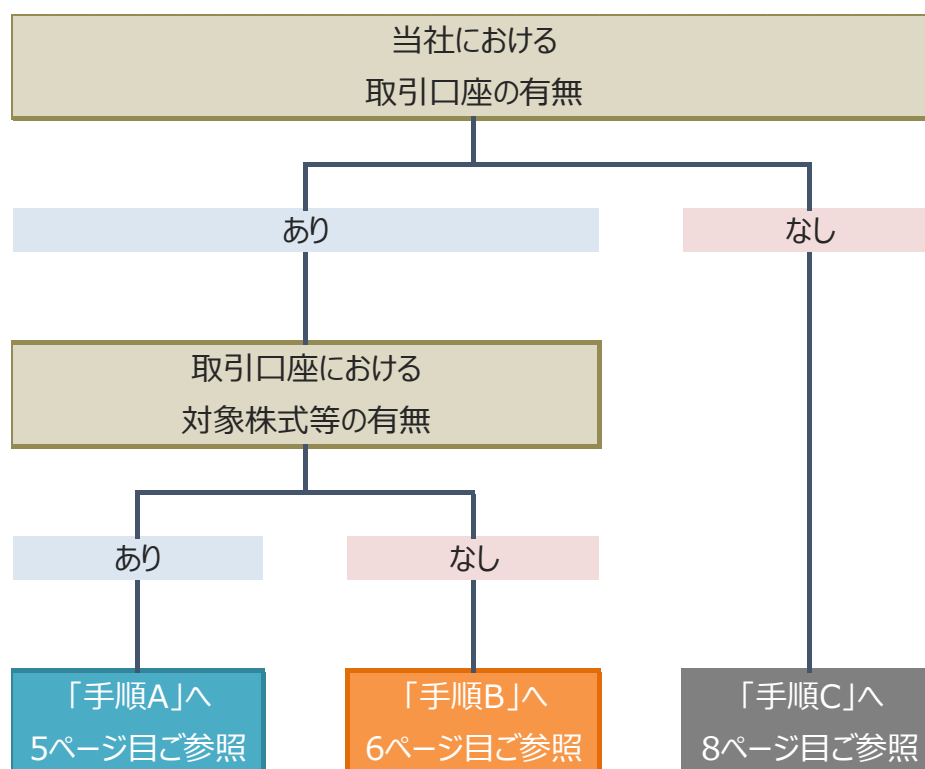 当社における
取引口座の有無
あり
なし
取引口座における
対象株式等の有無
あり
なし
「手順A」へ
5ページ目ご参照
「手順B」へ
6ページ目ご参照
「手順C」へ
8ページ目ご参照